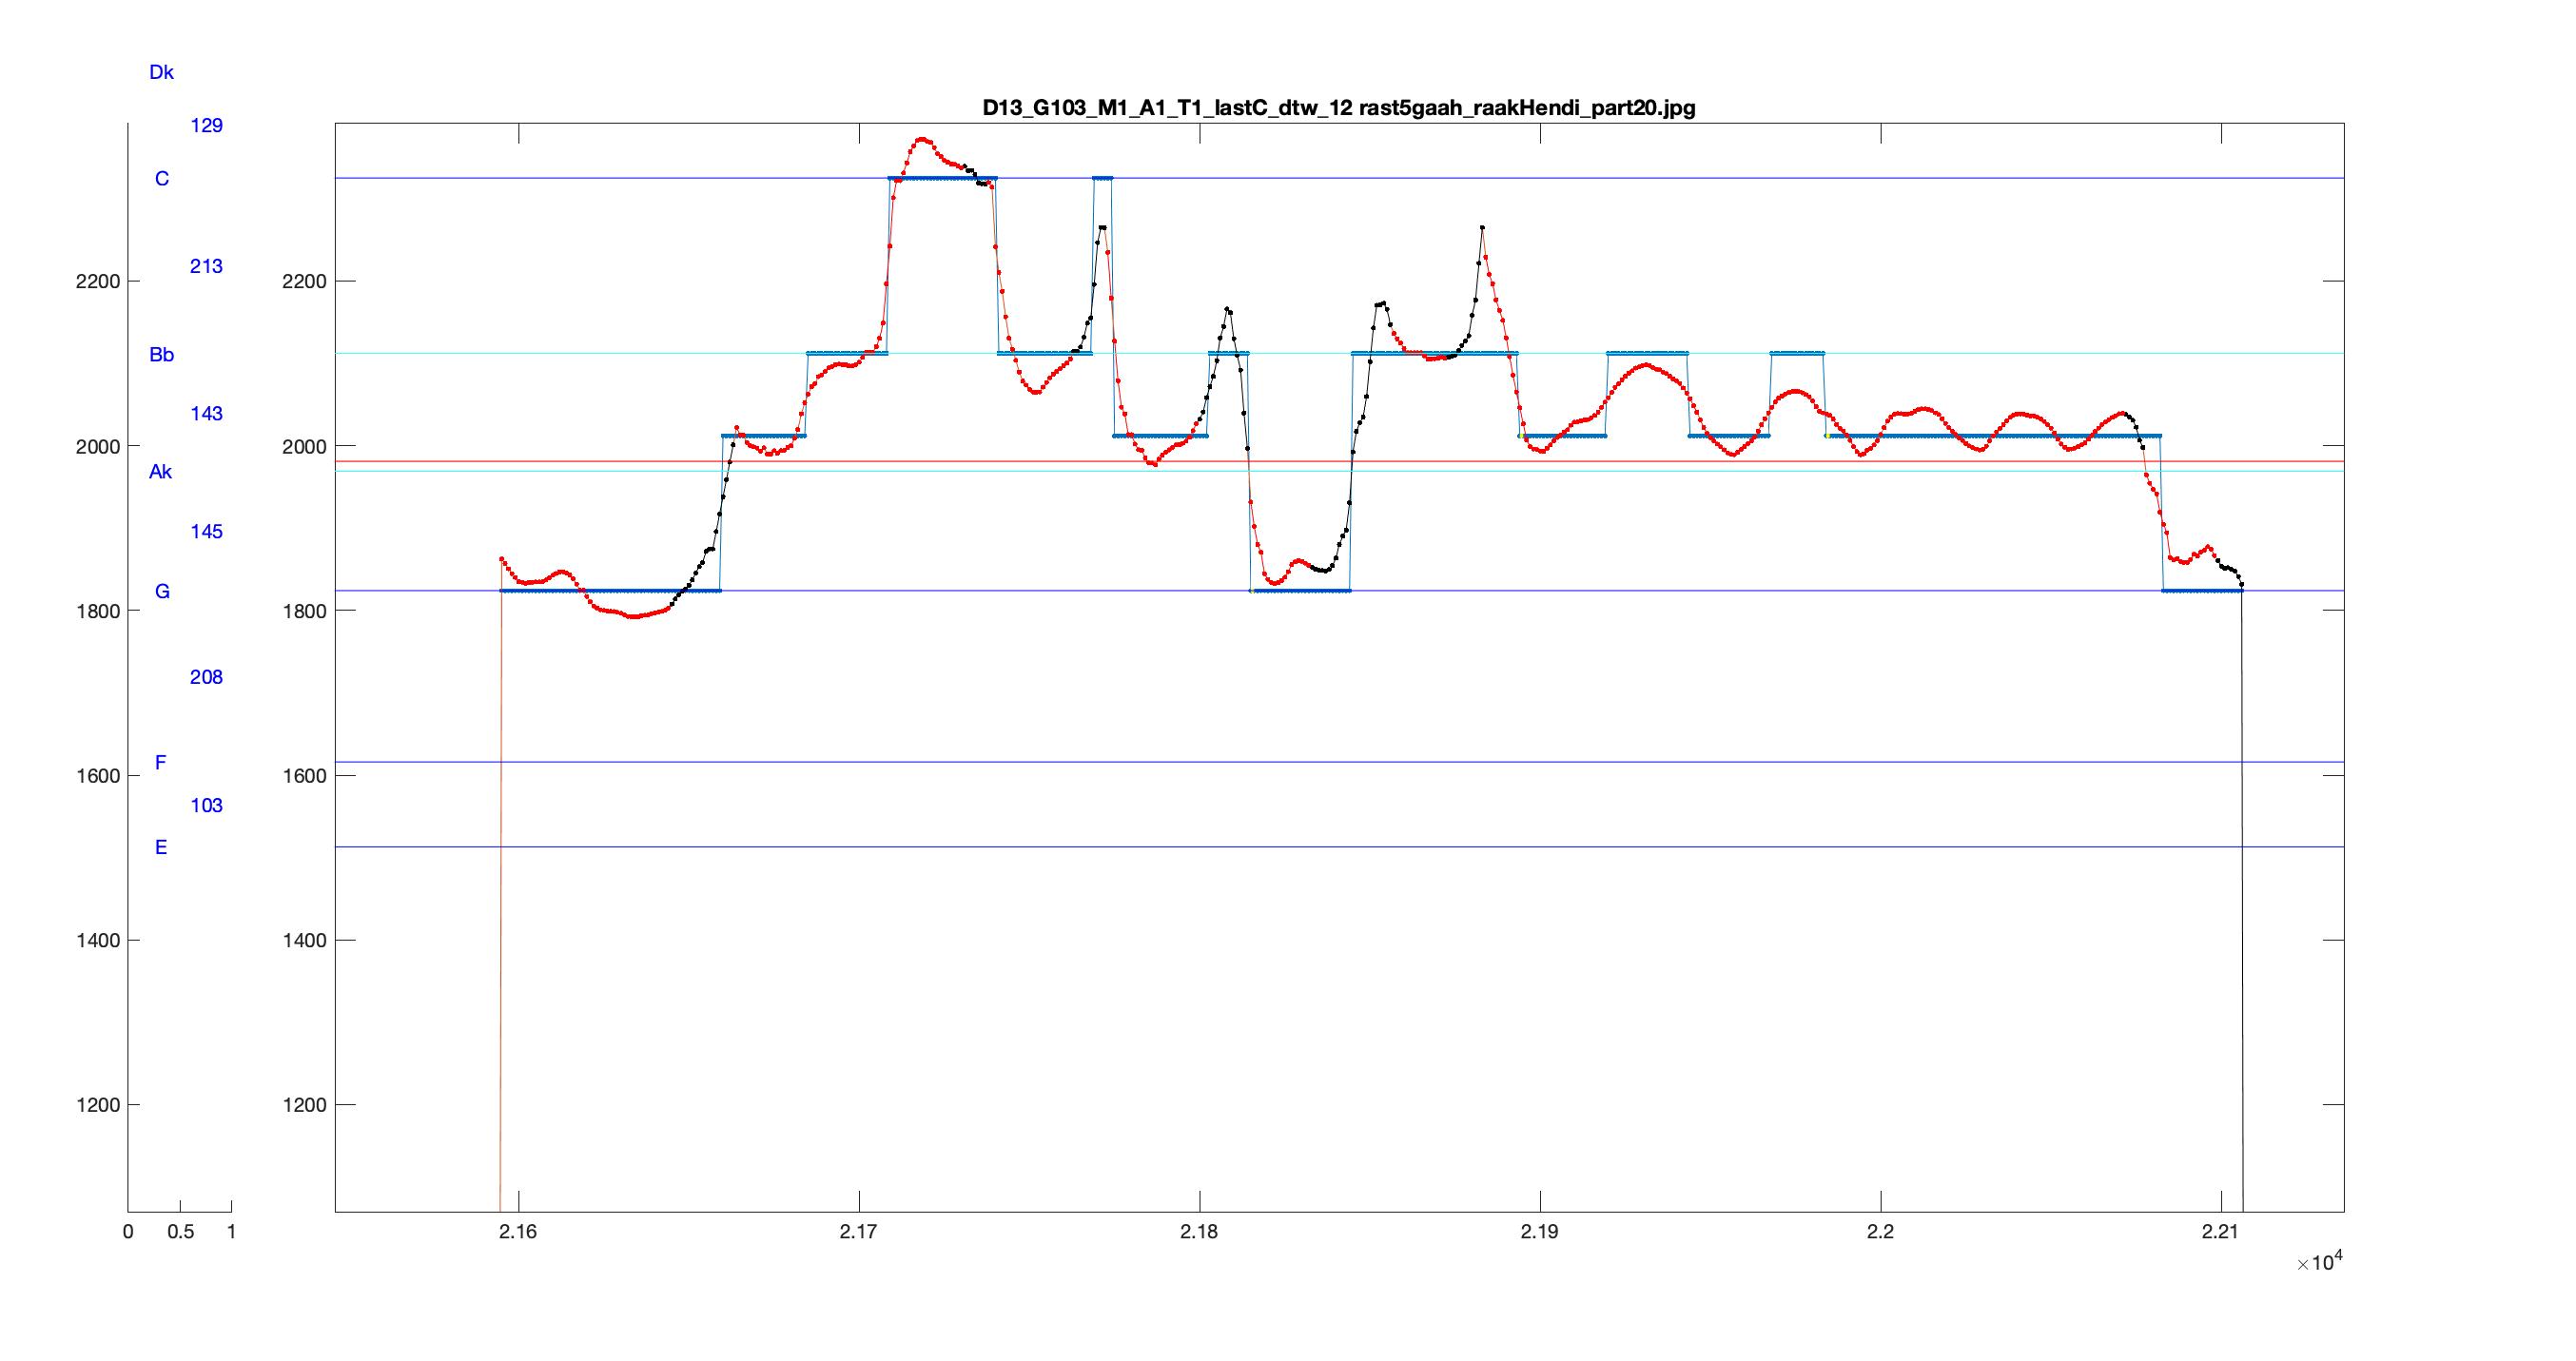 Dk
D13_G103_M1_A1_T1_lastC_dtw_12 rast5gaah_raakHendi_part20.jpg
129
C
213
2200
2200
Bb
143
2000
2000
Ak
145
G
1800
1800
208
F
1600
1600
103
E
1400
1400
1200
1200
0 0.5 1
2.16 2.17 2.18 2.19 2.2 2.21
×10⁴